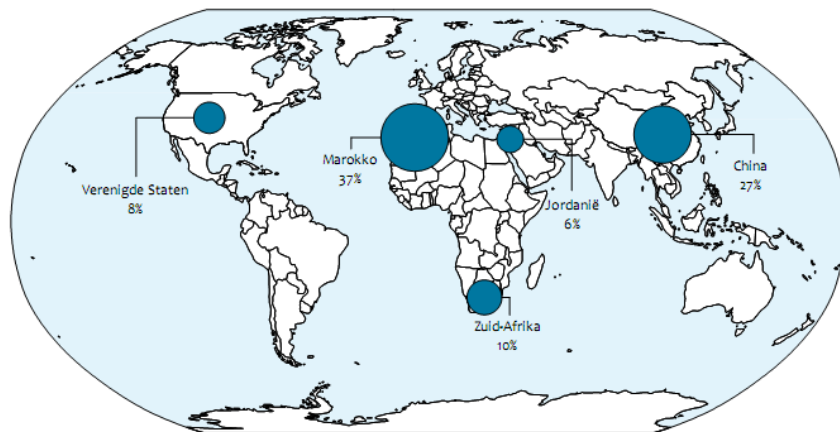 Verenigde Staten
8%
Marokko
37%
Jordanië
6%
China
27%
Zuid-Afrika
10%